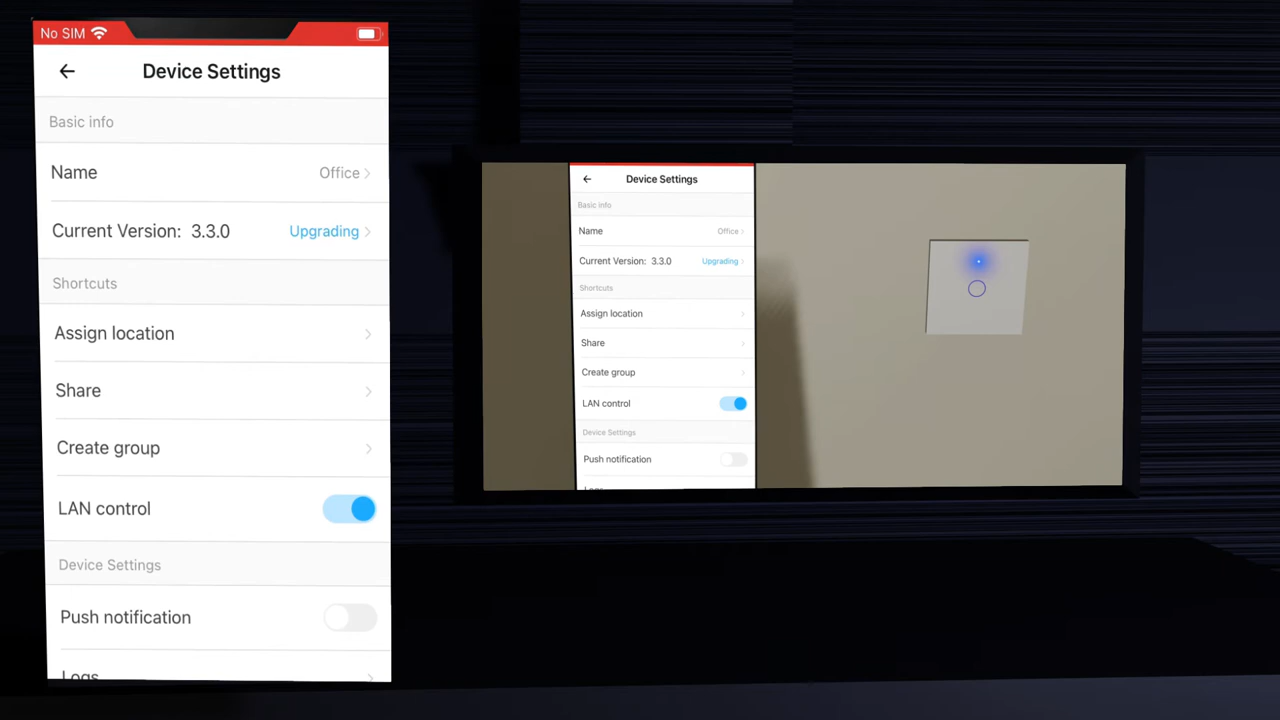 No SIM
Device Settings
Basic info
Name Office
Current Version: 3.3.0 Upgrading
Shortcuts
Assign location
Share
Create group
LAN control
Device Settings
Push notification
Logs
Device Settings
Basic info
Name Office
Current Version: 3.3.0 Upgrading
Shortcuts
Assign location
Share
Create group
LAN control
Device Settings
Push notification
Logs